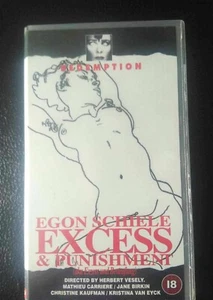 REDEMPTION
EGON SCHIELE
EXCESS
& PUNISHMENT
DIRECTED BY HERBERT VESELY.
MATHIEU CARRIERE / JANE BIRKIN
CHRISTINE KAUFMAN / KRISTINA VAN EYCK
18